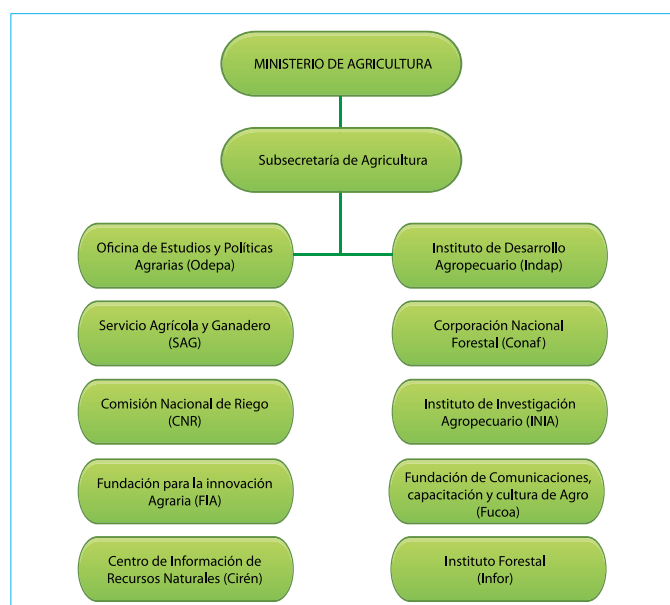 MINISTERIO DE AGRICULTURA
Subsecretaría de Agricultura
Oficina de Estudios y Políticas
Agrarias (Odepa)
Instituto de Desarrollo
Agropecuario (Indap)
Servicio Agrícola y Ganadero
(SAG)
Corporación Nacional
Forestal (Conaf)
Comisión Nacional de Riego
(CNR)
Instituto de Investigación
Agropecuario (INIA)
Fundación para la innovación
Agraria (FIA)
Fundación de Comunicaciones,
capacitación y cultura de Agro
(Fucoa)
Centro de Información de
Recursos Naturales (Cirén)
Instituto Forestal
(Infor)